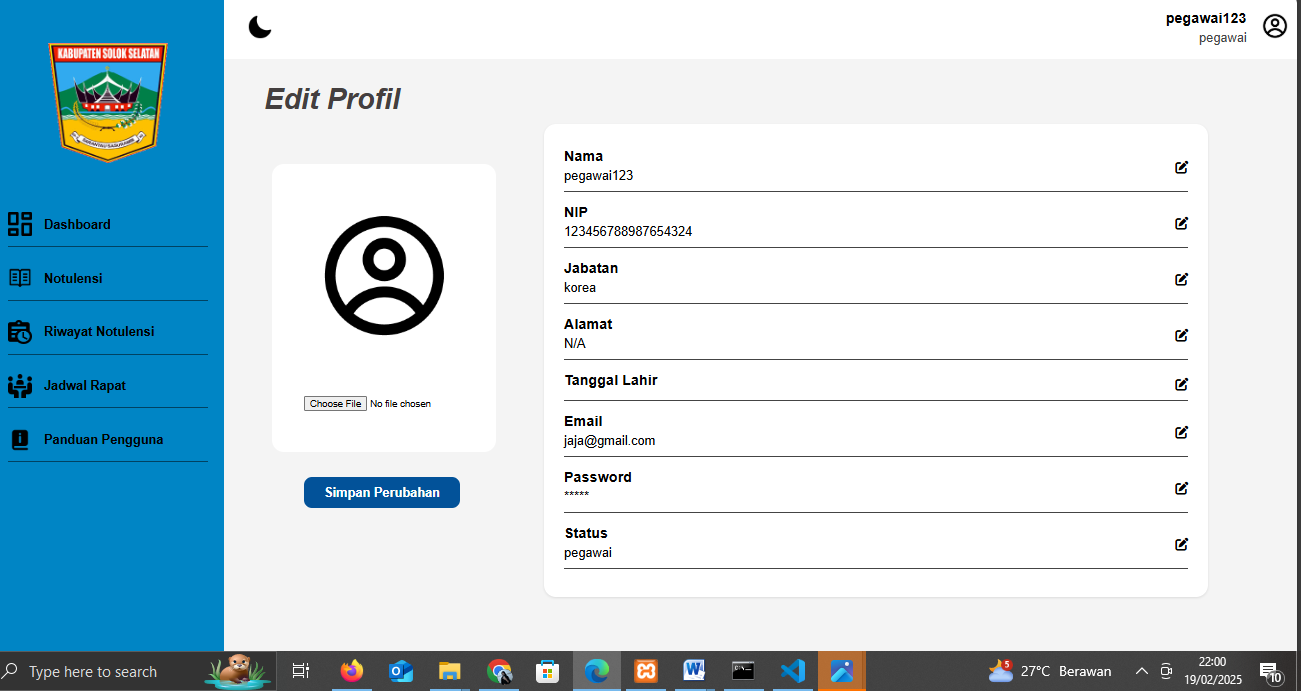 KABUPATEN SOLOK SELATAN
Dashboard
Notulensi
Riwayat Notulensi
Jadwal Rapat
Panduan Pengguna
pegawai123
pegawai
Edit Profil
Choose File No file chosen
Simpan Perubahan
Nama
pegawai123
NIP
123456788987654324
Jabatan
korea
Alamat
N/A
Tanggal Lahir
Email
jaja@gmail.com
Password
*****
Status
pegawai
Type here to search
5
27°C Berawan
22:00
19/02/2025
10